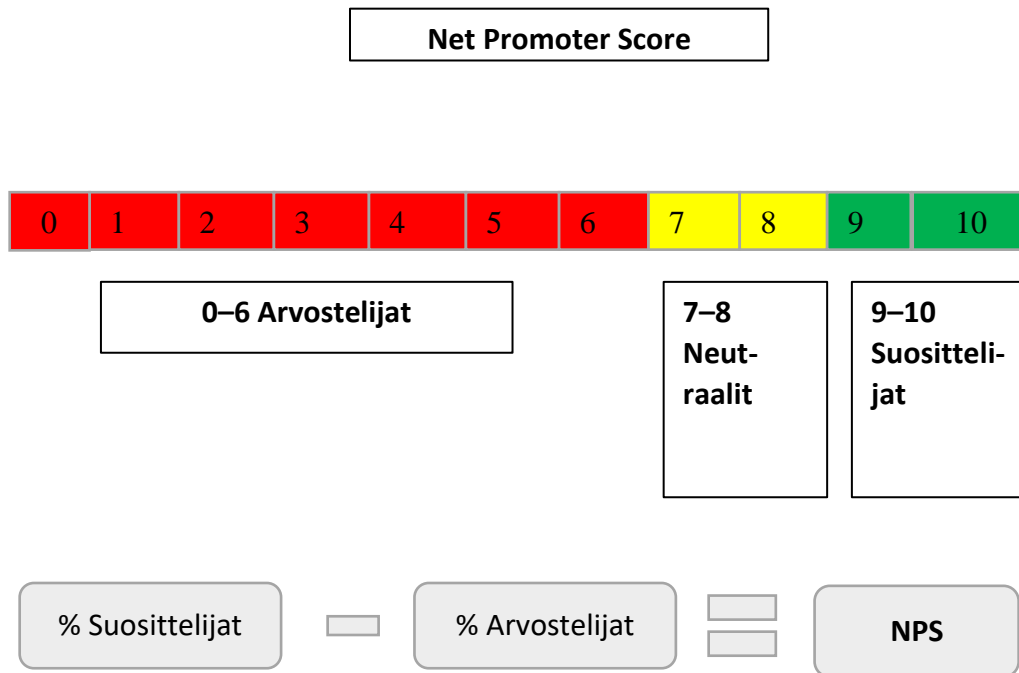 Net Promoter Score
0 1 2 3 4 5 6 7 8 9 10
0–6 Arvostelijat
7–8
Neut-
raalit
9–10
Suositteli-
jat
% Suosittelijat
% Arvostelijat
NPS